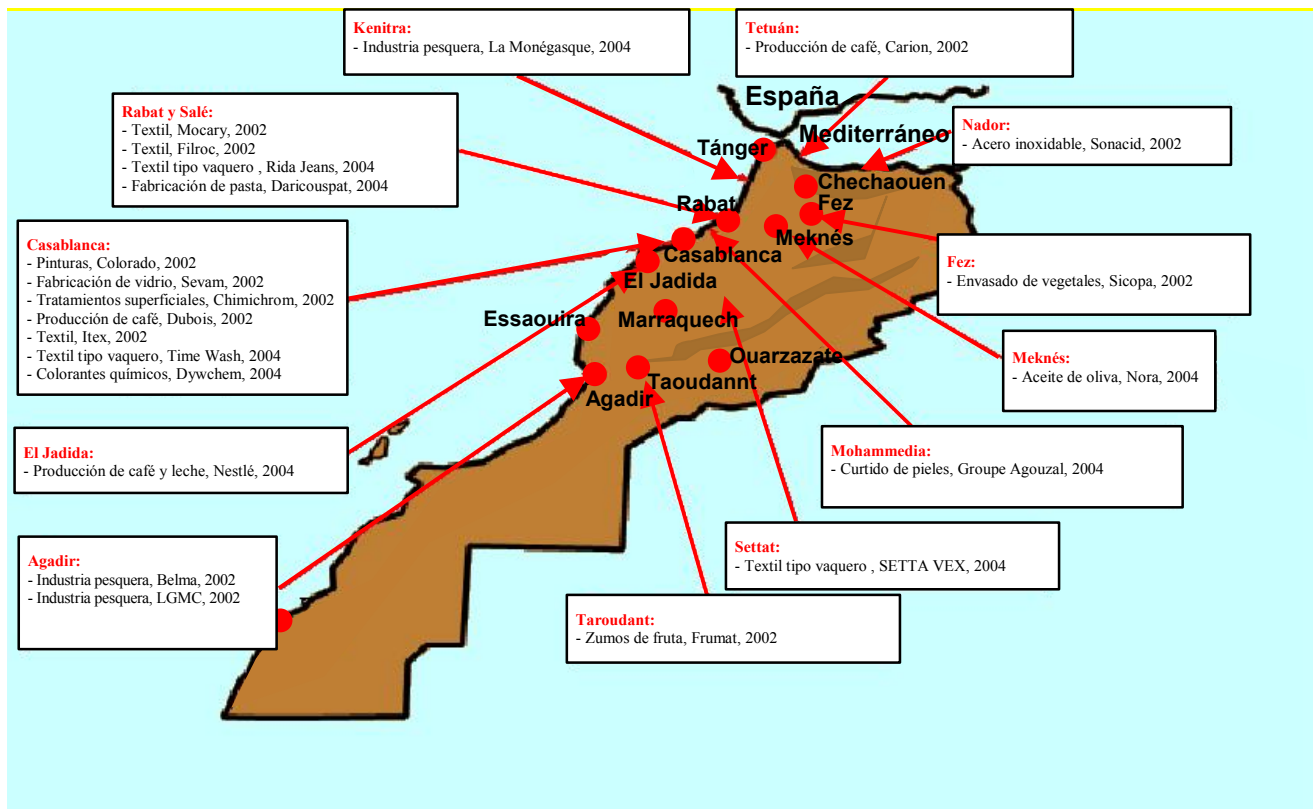 Kenitra:
- Industria pesquera, La Monégasque, 2004
Tetuán:
- Producción de café, Carion, 2002
Rabat y Salé:
- Textil, Mocary, 2002
- Textil, Filroc, 2002
- Textil tipo vaquero , Rida Jeans, 2004
- Fabricación de pasta, Daricouspat, 2004
España
Mediterráneo
Nador:
- Acero inoxidable, Sonacid, 2002
Tánger
Chechaouen
Fez
Rabat
Meknés
Casablanca
El Jadida
Essaouira
Marraquech
Ouarzazate
Taoudannt
Agadir
Casablanca:
- Pinturas, Colorado, 2002
- Fabricación de vidrio, Sevam, 2002
- Tratamientos superficiales, Chimichrom, 2002
- Producción de café, Dubois, 2002
- Textil, Itex, 2002
- Textil tipo vaquero, Time Wash, 2004
- Colorantes químicos, Dywchem, 2004
Fez:
- Envasado de vegetales, Sicopa, 2002
Meknés:
- Aceite de oliva, Nora, 2004
El Jadida:
- Producción de café y leche, Nestlé, 2004
Mohammedia:
- Curtido de pieles, Groupe Agouzal, 2004
Agadir:
- Industria pesquera, Belma, 2002
- Industria pesquera, LGMC, 2002
Settat:
- Textil tipo vaquero , SETTA VEX, 2004
Taroudant:
- Zumos de fruta, Frumat, 2002